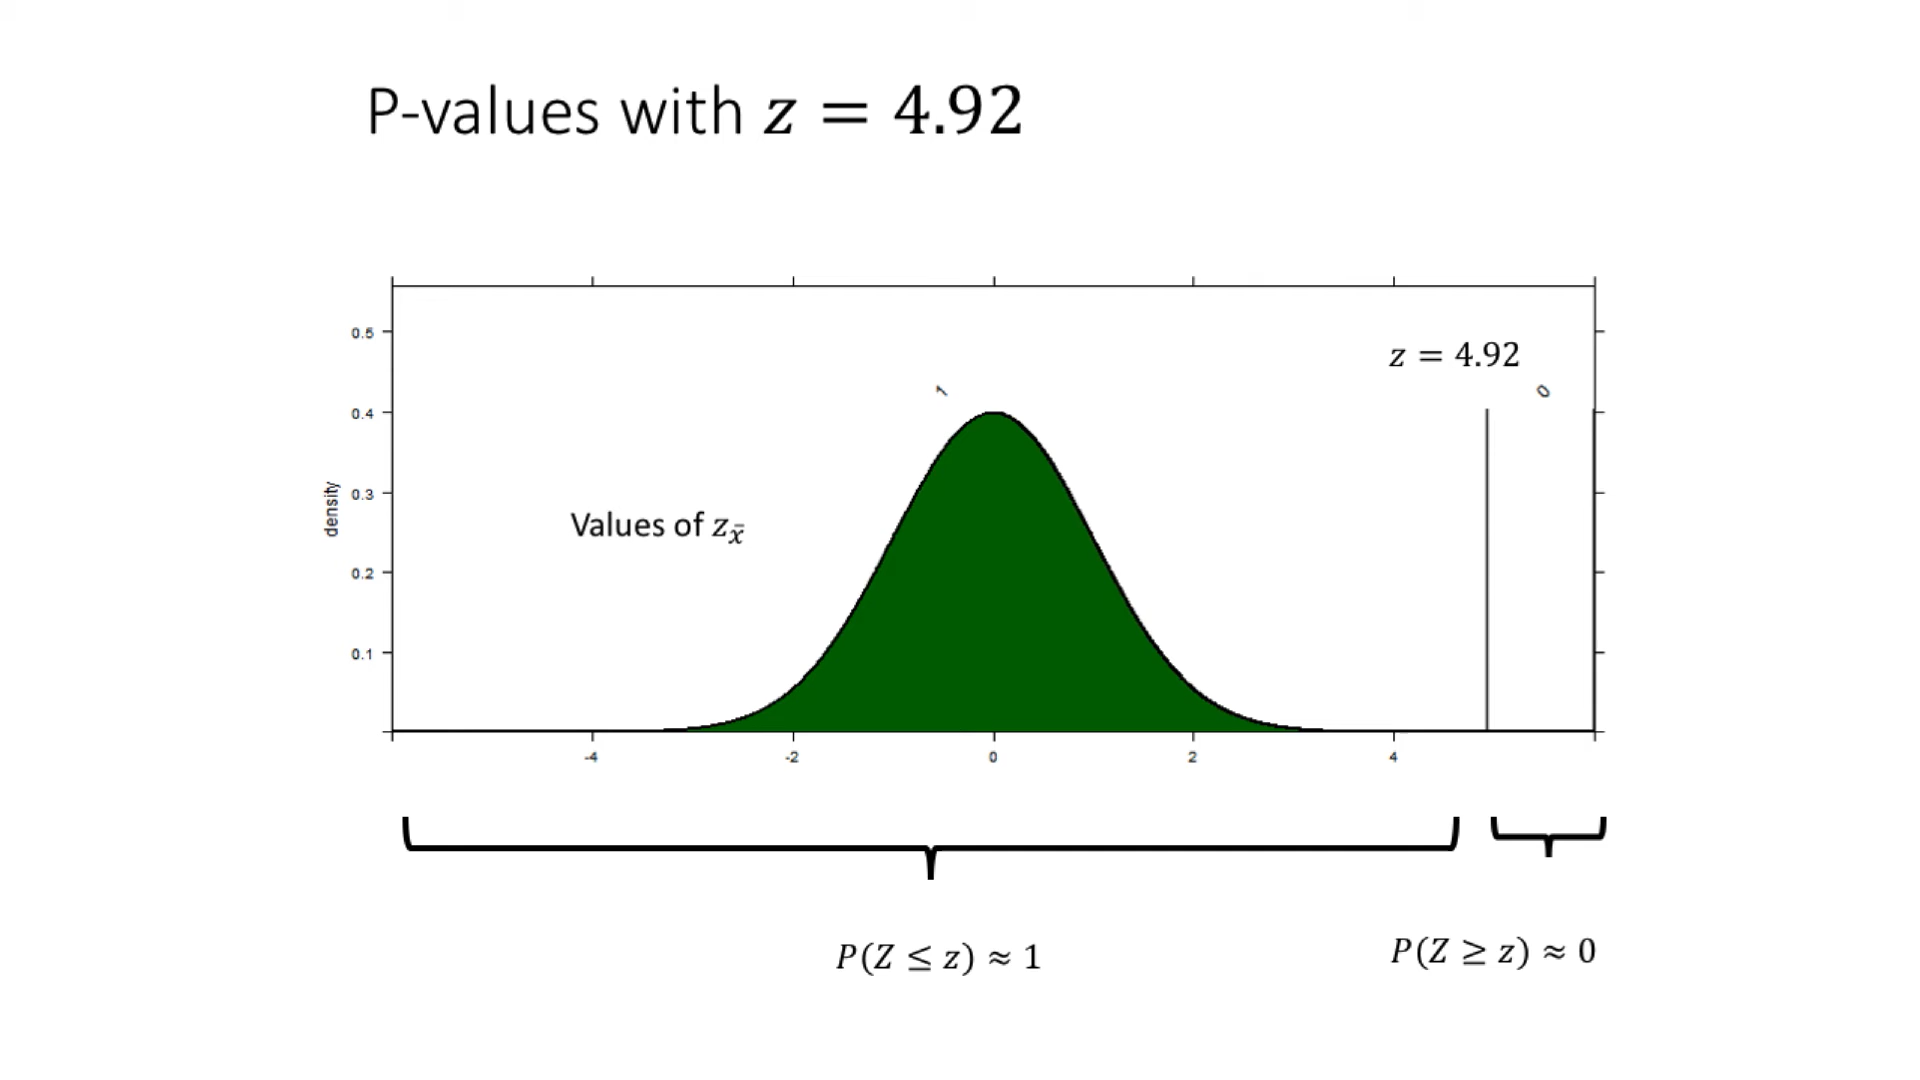 P-values with z = 4.92
z = 4.92
1
0
0.5
0.4
0.3
0.2
0.1
density
Values of z_x̄
-4 -2 0 2 4
P(Z ≤ z) ≈ 1
P(Z ≥ z) ≈ 0